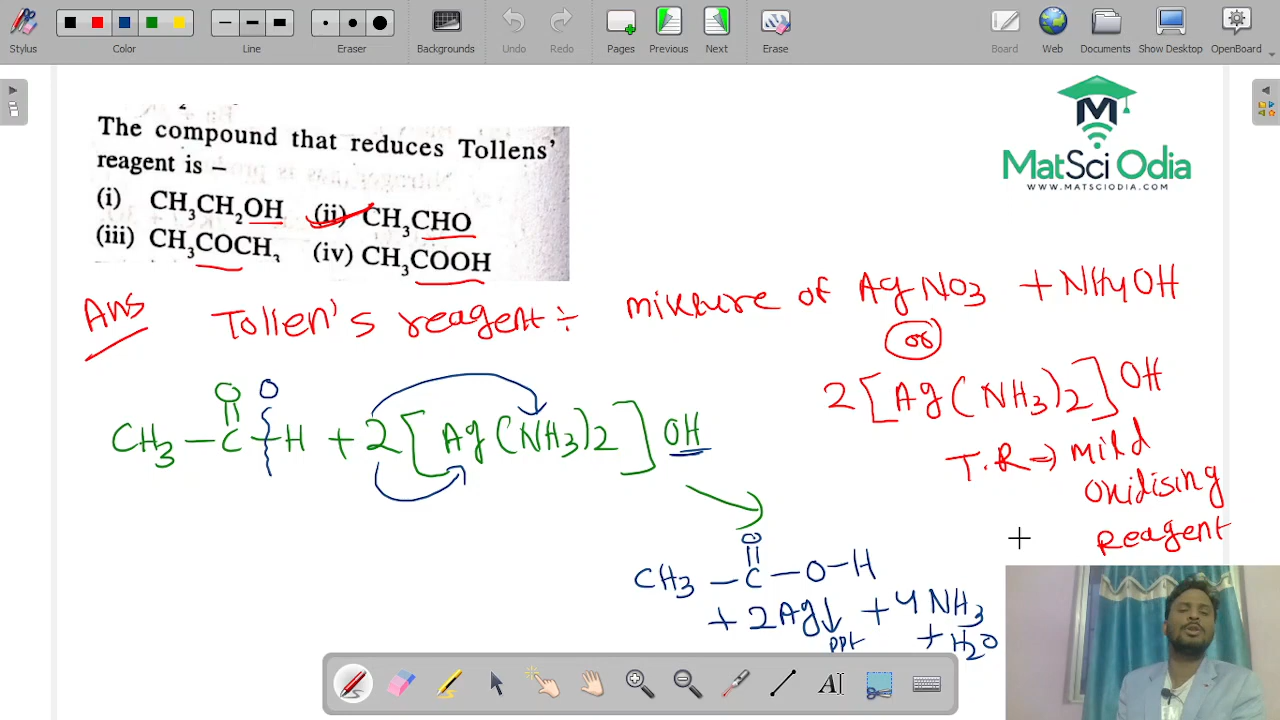 Stylus
Color
Line
Eraser
Backgrounds
Undo
Redo
Pages
Previous
Next
Erase
Board
Web
Documents
Show Desktop
OpenBoard
The compound that reduces Tollens'
reagent is –
(i) CH₃CH₂OH (ii) CH₃CHO
(iii) CH₃COCH₃ (iv) CH₃COOH
M
MatSci Odia
WWW.MATSCIODIA.COM
Ans Tollen's reagent ÷ mixture of AgNO3 + NH4OH
or
2[Ag(NH3)2]OH
T.R → mild
Oxidising
Reagent
O O
||
CH3 – C – H + 2[Ag(NH3)2]OH
O
||
CH3 – C – O – H
+ 2Ag↓ + 4NH3
ppt + H2O